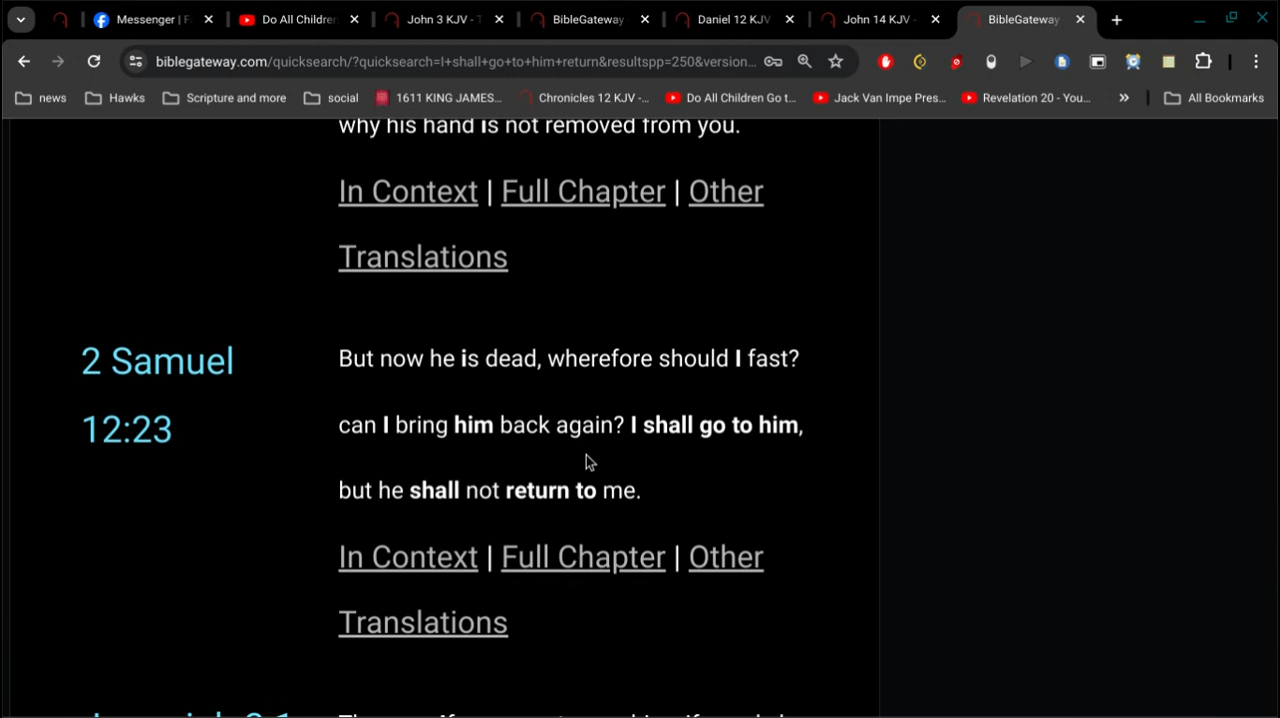 Messenger | F
Do All Children
John 3 KJV - T
BibleGateway
Daniel 12 KJV
John 14 KJV -
BibleGateway
biblegateway.com/quicksearch/?quicksearch=I+shall+go+to+him+return&resultspp=250&version...
news
Hawks
Scripture and more
social
1611 KING JAMES...
Chronicles 12 KJV -...
Do All Children Go t...
Jack Van Impe Pres...
Revelation 20 - You...
»
All Bookmarks
why his hand is not removed from you.
In Context | Full Chapter | Other
Translations
2 Samuel
12:23
But now he is dead, wherefore should I fast?
can I bring him back again? I shall go to him,
but he shall not return to me.
In Context | Full Chapter | Other
Translations